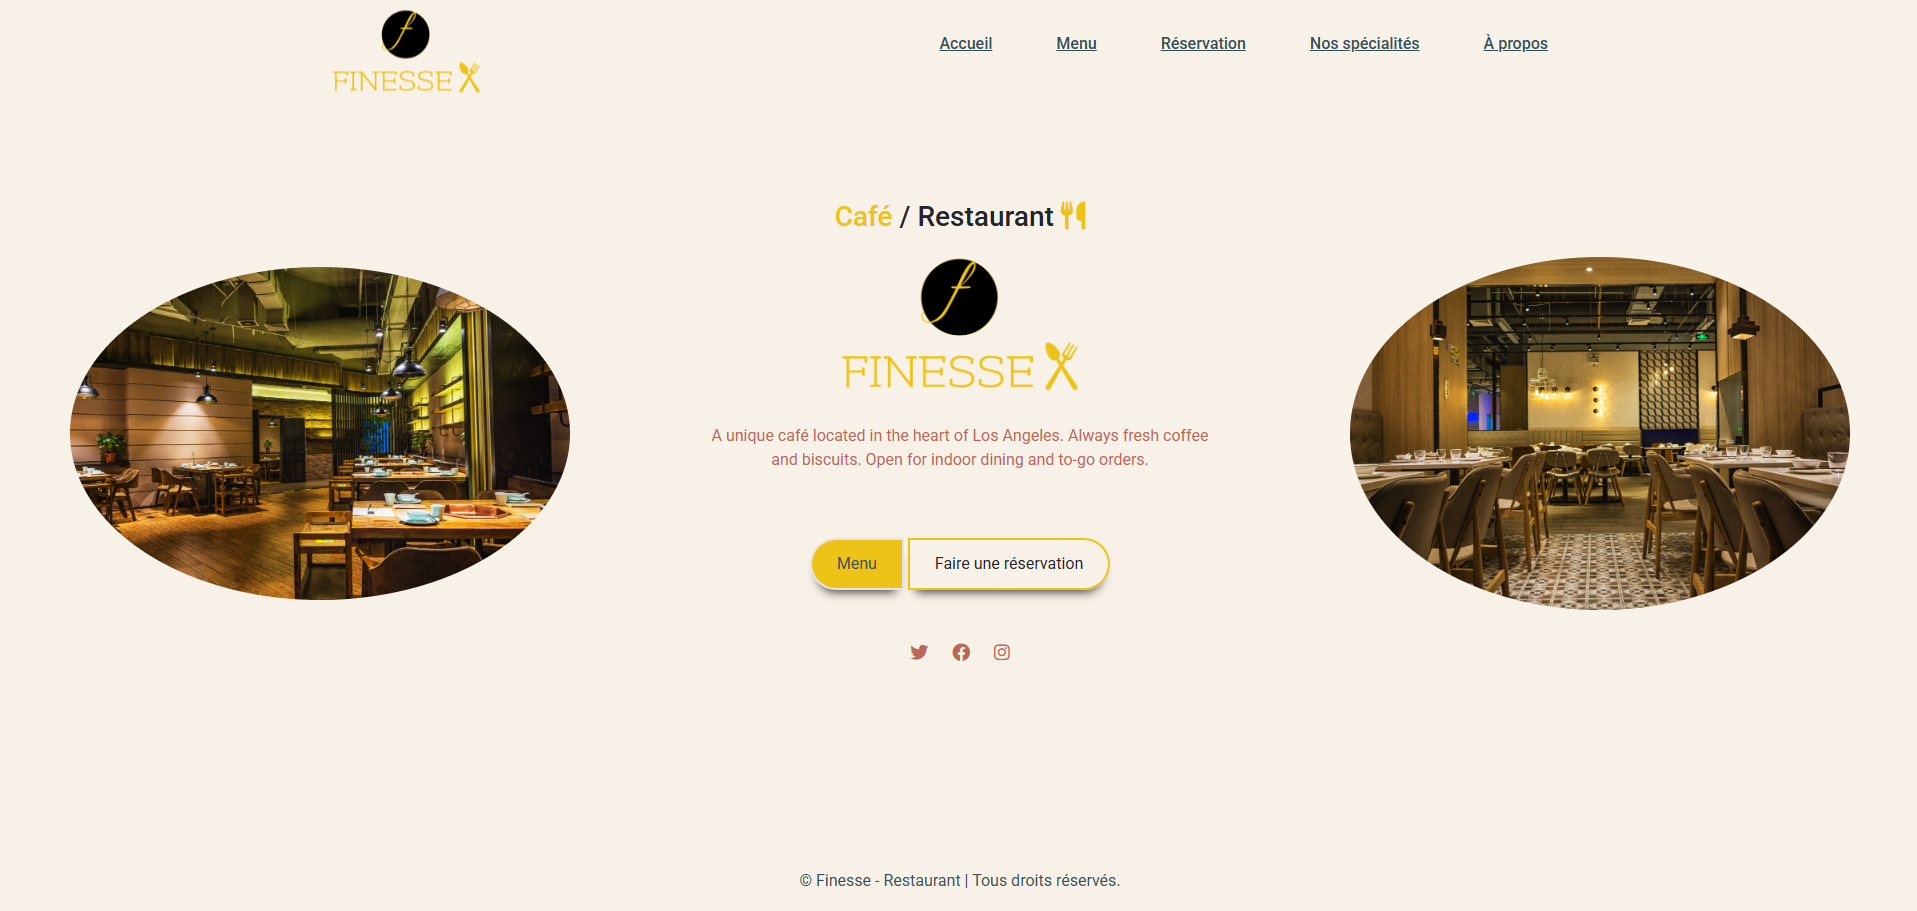 f
FINESSE
Accueil Menu Réservation Nos spécialités À propos
Café / Restaurant
f
FINESSE
A unique café located in the heart of Los Angeles. Always fresh coffee
and biscuits. Open for indoor dining and to-go orders.
Menu Faire une réservation
© Finesse - Restaurant | Tous droits réservés.